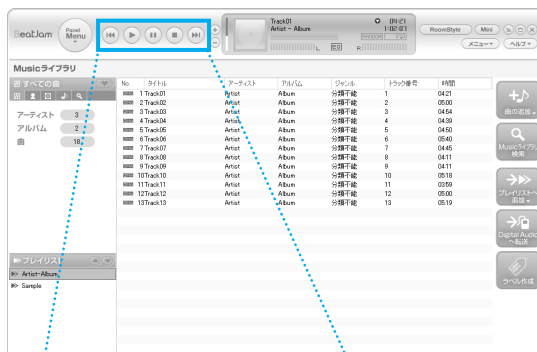 BeatJam
Panel
Menu
Track01
Artist - Album
04:21
1:02:01
RANDOM
L EQ R
RoomStyle
Mini
メニュー
ヘルプ
Musicライブラリ
すべての曲
アーティスト 3
アルバム 2
曲 18
No. タイトル アーティスト アルバム ジャンル トラック番号 時間
1 Track01 Artist Album 分類不能 1 04:21
2 Track02 Artist Album 分類不能 2 05:00
3 Track03 Artist Album 分類不能 3 04:54
4 Track04 Artist Album 分類不能 4 04:39
5 Track05 Artist Album 分類不能 5 04:50
6 Track06 Artist Album 分類不能 6 05:40
7 Track07 Artist Album 分類不能 7 04:45
8 Track08 Artist Album 分類不能 8 04:11
9 Track09 Artist Album 分類不能 9 04:11
10 Track10 Artist Album 分類不能 10 05:18
11 Track11 Artist Album 分類不能 11 03:59
12 Track12 Artist Album 分類不能 12 05:00
13 Track13 Artist Album 分類不能 13 05:19
曲の追加
Musicライブラリ
検索
プレイリストへ
追加
Digital Audio
へ転送
ラベル作成
プレイリスト
Artist-Album
Sample